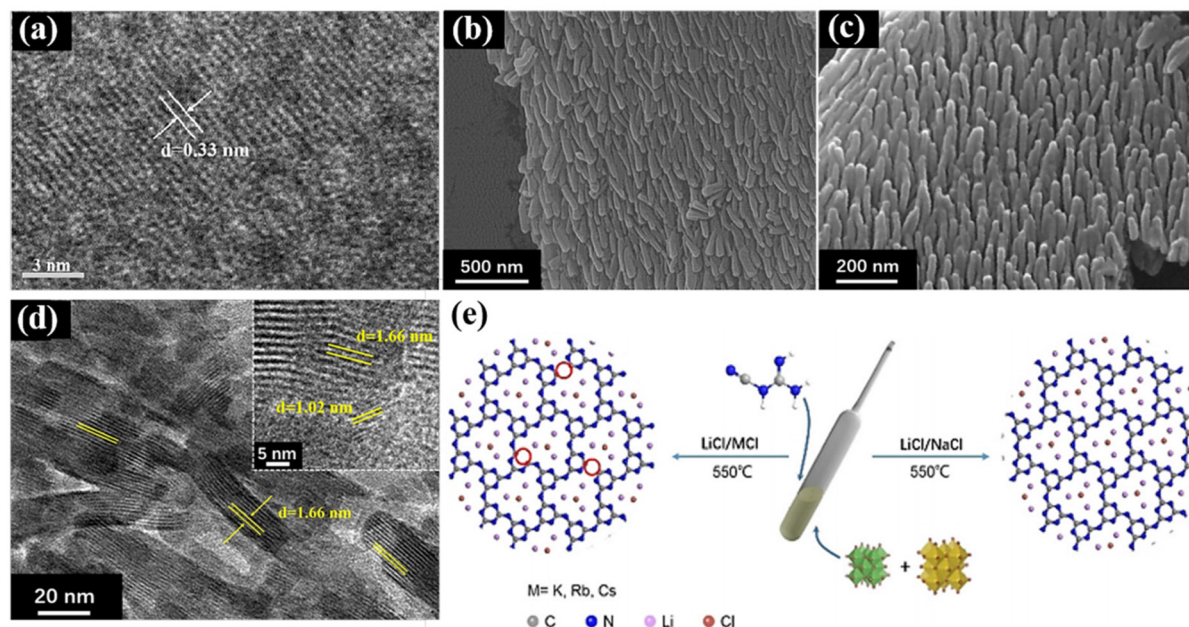 (a)
d=0.33 nm
3 nm
(b)
500 nm
(c)
200 nm
(d)
d=1.66 nm
20 nm
d=1.66 nm
d=1.02 nm
5 nm
(e)
LiCl/MCl
550℃
LiCl/NaCl
550℃
+
M= K, Rb, Cs
C N Li Cl